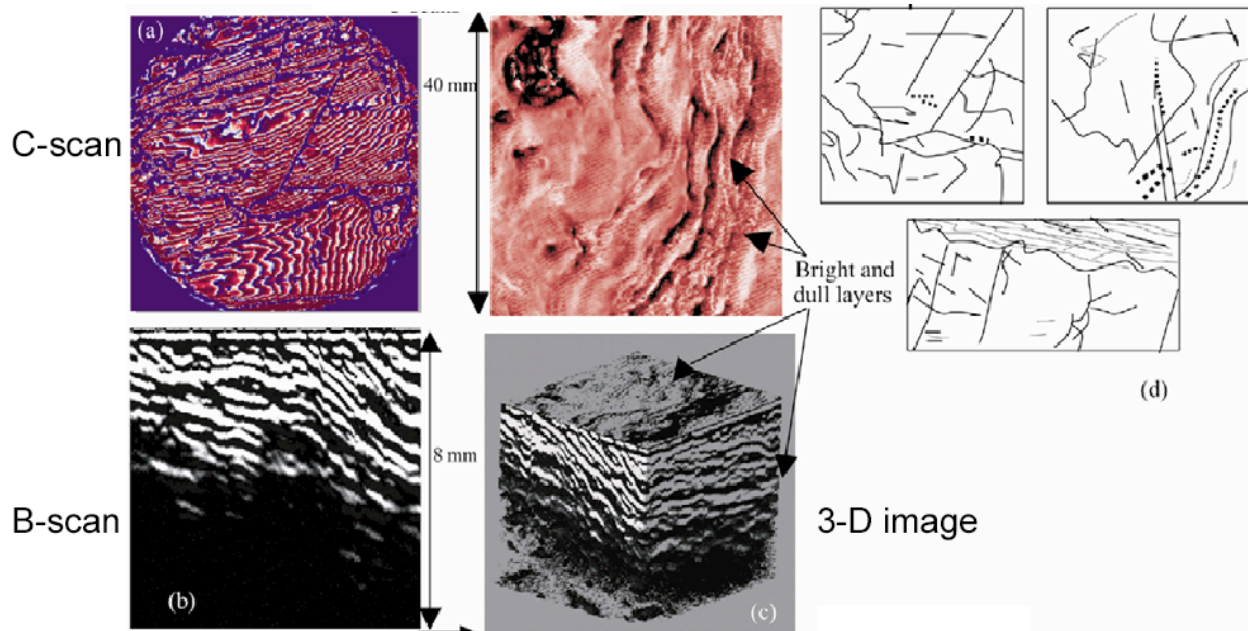 (a)
40 mm
C-scan
Bright and
dull layers
(d)
8 mm
B-scan
3-D image
(b)
(c)